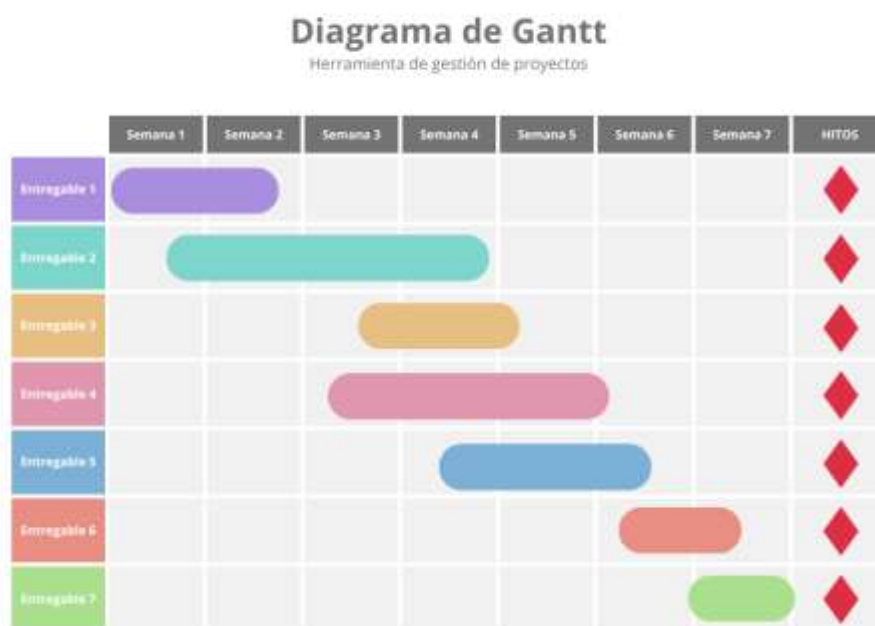 Diagrama de Gantt
Herramienta de gestión de proyectos
Semana 1 Semana 2 Semana 3 Semana 4 Semana 5 Semana 6 Semana 7 HITOS
Entregable 1
Entregable 2
Entregable 3
Entregable 4
Entregable 5
Entregable 6
Entregable 7